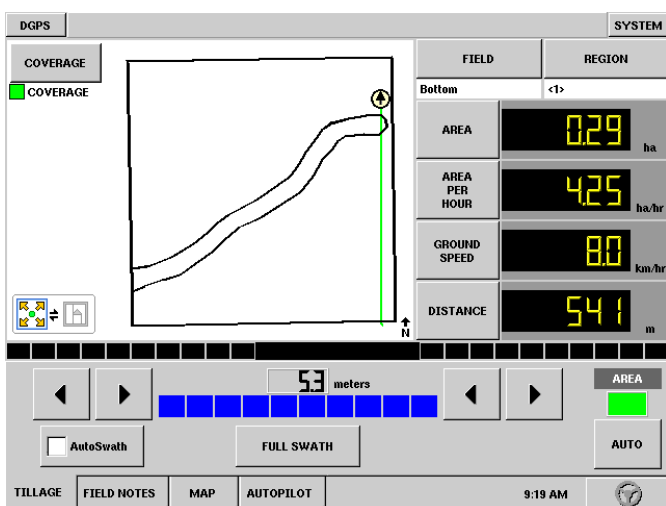 DGPS
SYSTEM
COVERAGE
COVERAGE
N
FIELD
REGION
Bottom
<1>
AREA
0.29
ha
AREA
PER
HOUR
4.25
ha/hr
GROUND
SPEED
8.0
km/hr
DISTANCE
541
m
5.3 meters
AREA
AutoSwath
FULL SWATH
AUTO
TILLAGE
FIELD NOTES
MAP
AUTOPILOT
9:19 AM